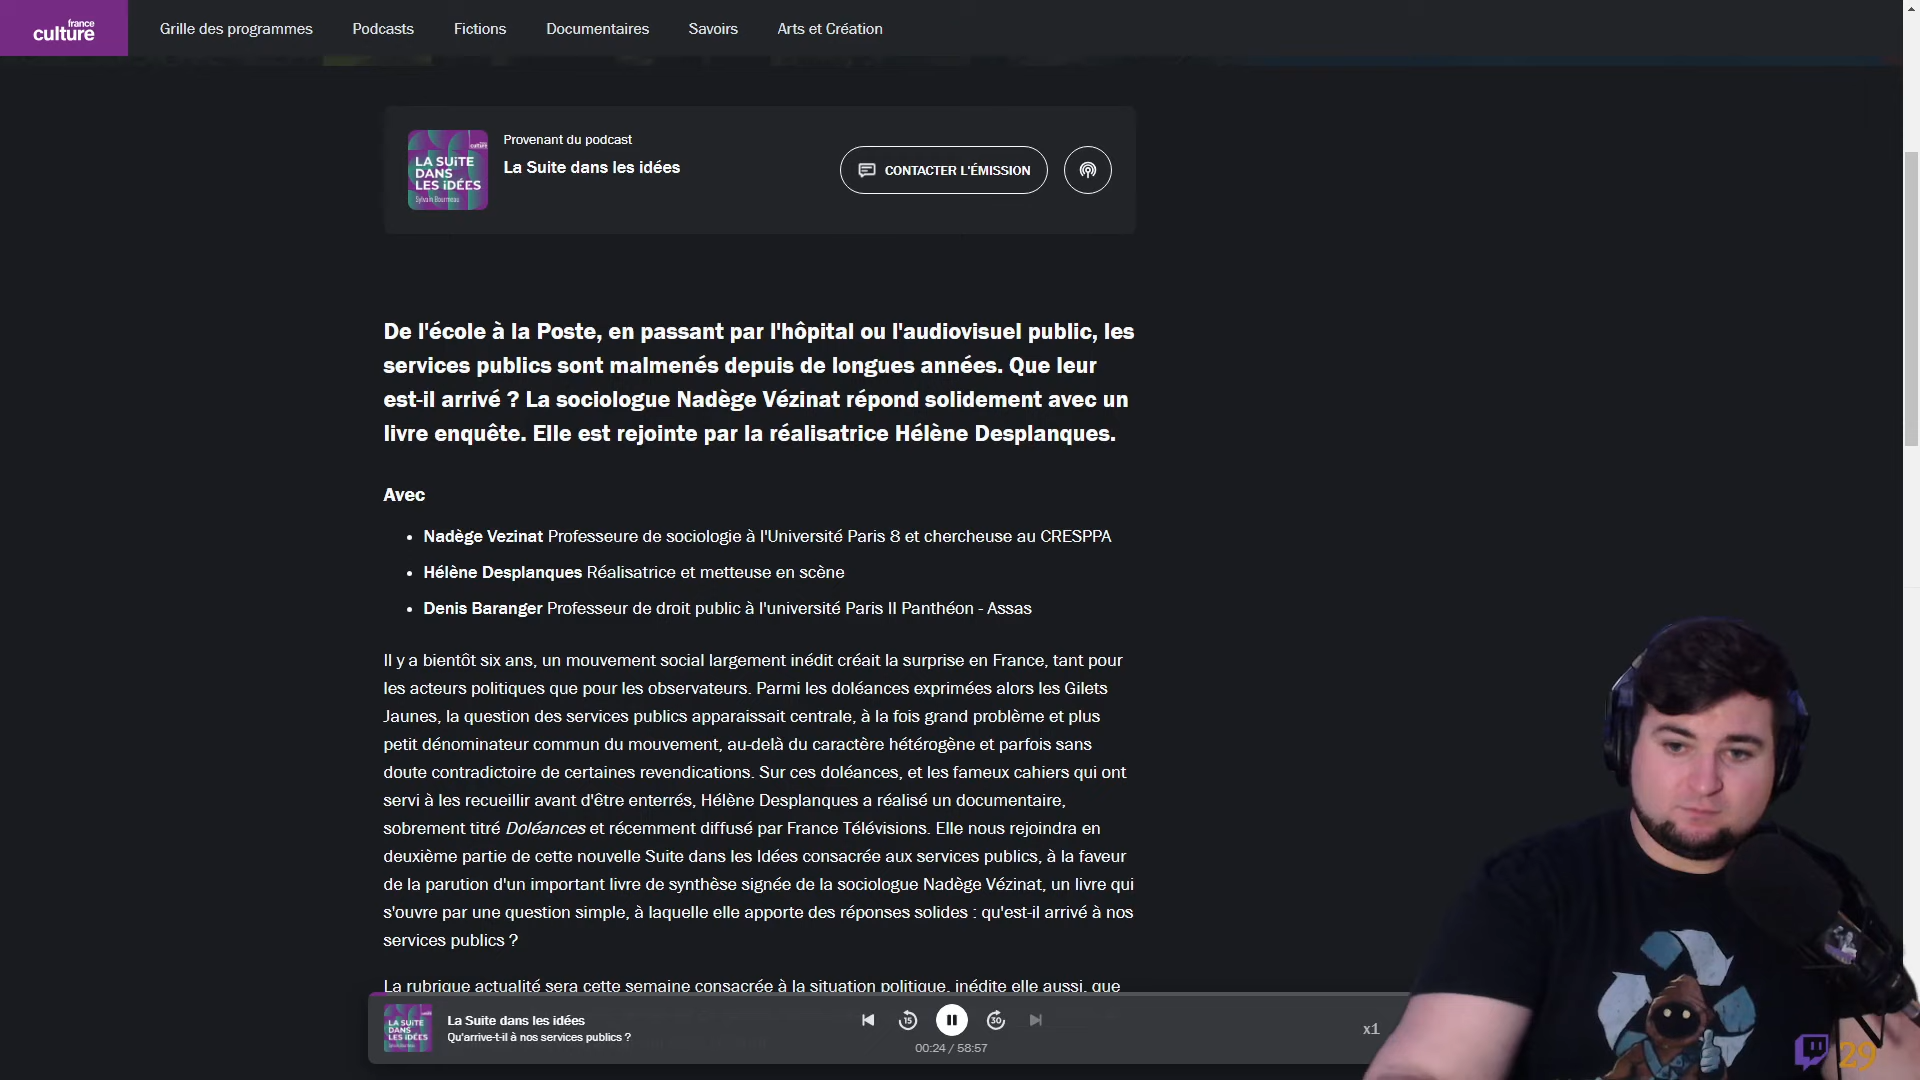 france
culture
Grille des programmes
Podcasts
Fictions
Documentaires
Savoirs
Arts et Création
LA SUiTE
DANS
LES iDÉES
Provenant du podcast
La Suite dans les idées
CONTACTER L'ÉMISSION
De l'école à la Poste, en passant par l'hôpital ou l'audiovisuel public, les
services publics sont malmenés depuis de longues années. Que leur
est-il arrivé ? La sociologue Nadège Vézinat répond solidement avec un
livre enquête. Elle est rejointe par la réalisatrice Hélène Desplanques.
Avec
• Nadège Vezinat Professeure de sociologie à l'Université Paris 8 et chercheuse au CRESPPA
• Hélène Desplanques Réalisatrice et metteuse en scène
• Denis Baranger Professeur de droit public à l'université Paris II Panthéon - Assas
Il y a bientôt six ans, un mouvement social largement inédit créait la surprise en France, tant pour
les acteurs politiques que pour les observateurs. Parmi les doléances exprimées alors les Gilets
Jaunes, la question des services publics apparaissait centrale, à la fois grand problème et plus
petit dénominateur commun du mouvement, au-delà du caractère hétérogène et parfois sans
doute contradictoire de certaines revendications. Sur ces doléances, et les fameux cahiers qui ont
servi à les recueillir avant d'être enterrés, Hélène Desplanques a réalisé un documentaire,
sobrement titré Doléances et récemment diffusé par France Télévisions. Elle nous rejoindra en
deuxième partie de cette nouvelle Suite dans les Idées consacrée aux services publics, à la faveur
de la parution d'un important livre de synthèse signée de la sociologue Nadège Vézinat, un livre qui
s'ouvre par une question simple, à laquelle elle apporte des réponses solides : qu'est-il arrivé à nos
services publics ?
La rubrique actualité sera cette semaine consacrée à la situation politique, inédite elle aussi, que
LA SUiTE
DANS
LES iDÉES
La Suite dans les idées
Qu'arrive-t-il à nos services publics ?
15
30
00:24 / 58:57
x1
29